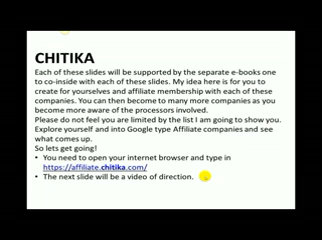 CHITIKA
Each of these slides will be supported by the separate e-books one
to co-inside with each of these slides. My idea here is for you to
create for yourselves and affiliate membership with each of these
companies. You can then become to many more companies as you
become more aware of the processors involved.
Please do not feel you are limited by the list I am going to show you.
Explore yourself and into Google type Affiliate companies and see
what comes up.
So lets get going!
• You need to open your internet browser and type in
https://affiliate.chitika.com/
• The next slide will be a video of direction.